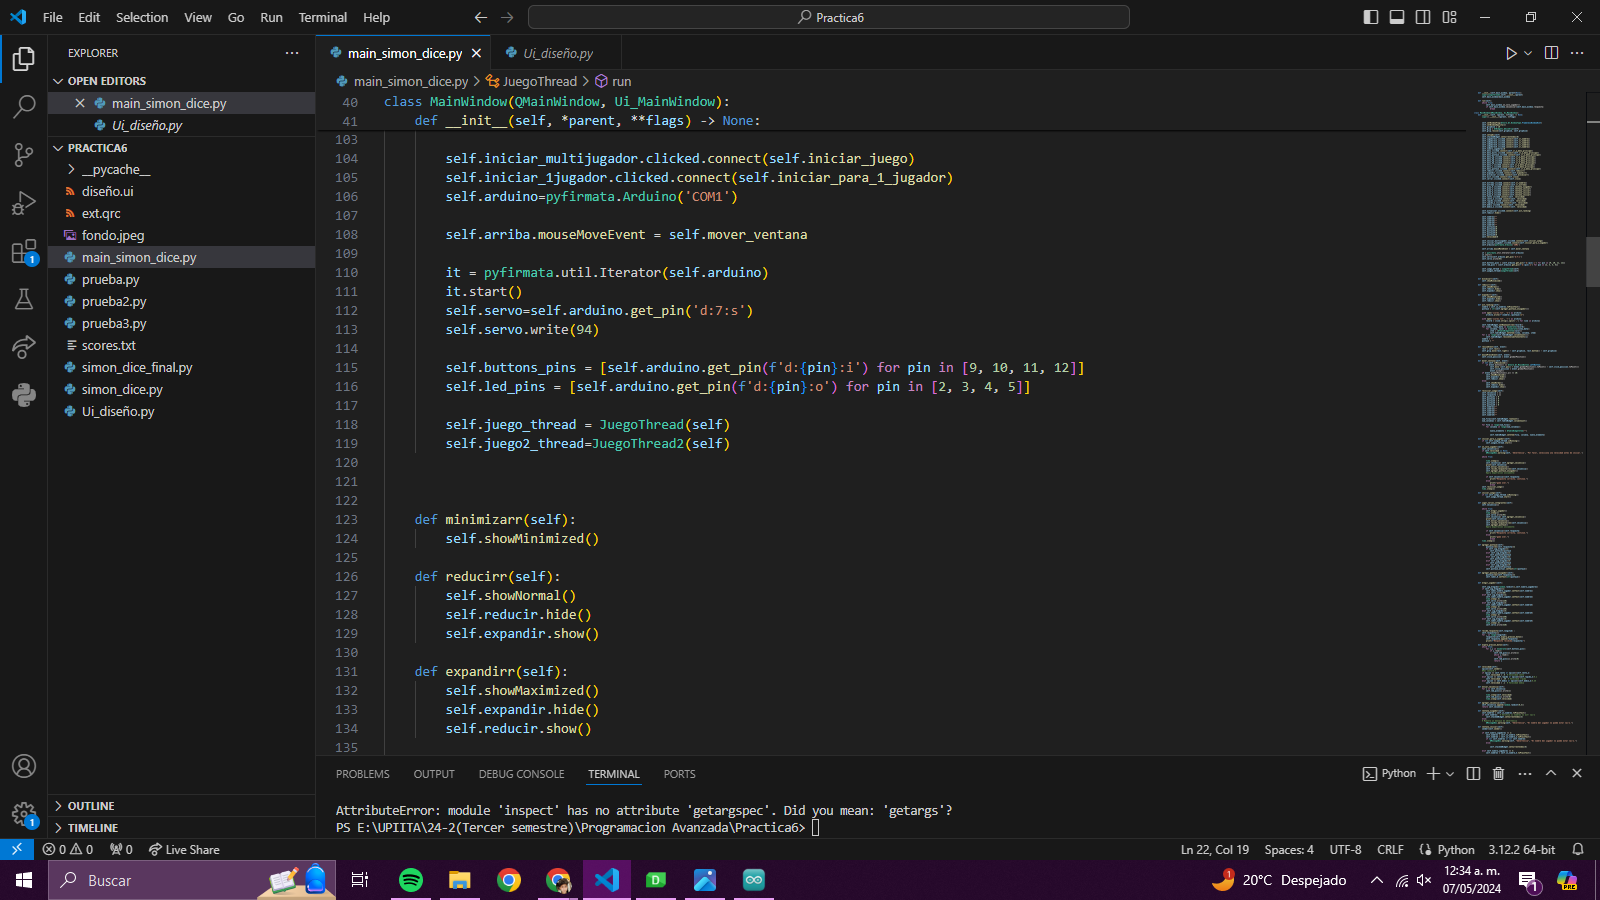 File Edit Selection View Go Run Terminal Help
Practica6
EXPLORER
OPEN EDITORS
main_simon_dice.py
Ui_diseño.py
PRACTICA6
__pycache__
diseño.ui
ext.qrc
fondo.jpeg
main_simon_dice.py
prueba.py
prueba2.py
prueba3.py
scores.txt
simon_dice_final.py
simon_dice.py
Ui_diseño.py
OUTLINE
TIMELINE
main_simon_dice.py Ui_diseño.py
main_simon_dice.py > JuegoThread > run
40 class MainWindow(QMainWindow, Ui_MainWindow):
41 def __init__(self, *parent, **flags) -> None:
103
104 self.iniciar_multijugador.clicked.connect(self.iniciar_juego)
105 self.iniciar_1jugador.clicked.connect(self.iniciar_para_1_jugador)
106 self.arduino=pyfirmata.Arduino('COM1')
107
108 self.arriba.mouseMoveEvent = self.mover_ventana
109
110 it = pyfirmata.util.Iterator(self.arduino)
111 it.start()
112 self.servo=self.arduino.get_pin('d:7:s')
113 self.servo.write(94)
114
115 self.buttons_pins = [self.arduino.get_pin(f'd:{pin}:i') for pin in [9, 10, 11, 12]]
116 self.led_pins = [self.arduino.get_pin(f'd:{pin}:o') for pin in [2, 3, 4, 5]]
117
118 self.juego_thread = JuegoThread(self)
119 self.juego2_thread=JuegoThread2(self)
120
121
122
123 def minimizarr(self):
124 self.showMinimized()
125
126 def reducirr(self):
127 self.showNormal()
128 self.reducir.hide()
129 self.expandir.show()
130
131 def expandirr(self):
132 self.showMaximized()
133 self.expandir.hide()
134 self.reducir.show()
135
PROBLEMS OUTPUT DEBUG CONSOLE TERMINAL PORTS
Python
AttributeError: module 'inspect' has no attribute 'getargspec'. Did you mean: 'getargs'?
PS E:\UPIITA\24-2(Tercer semestre)\Programacion Avanzada\Practica6>
0 0 0 Live Share
Ln 22, Col 19 Spaces: 4 UTF-8 CRLF Python 3.12.2 64-bit
Buscar
1 20°C Despejado
12:34 a. m.
07/05/2024
1